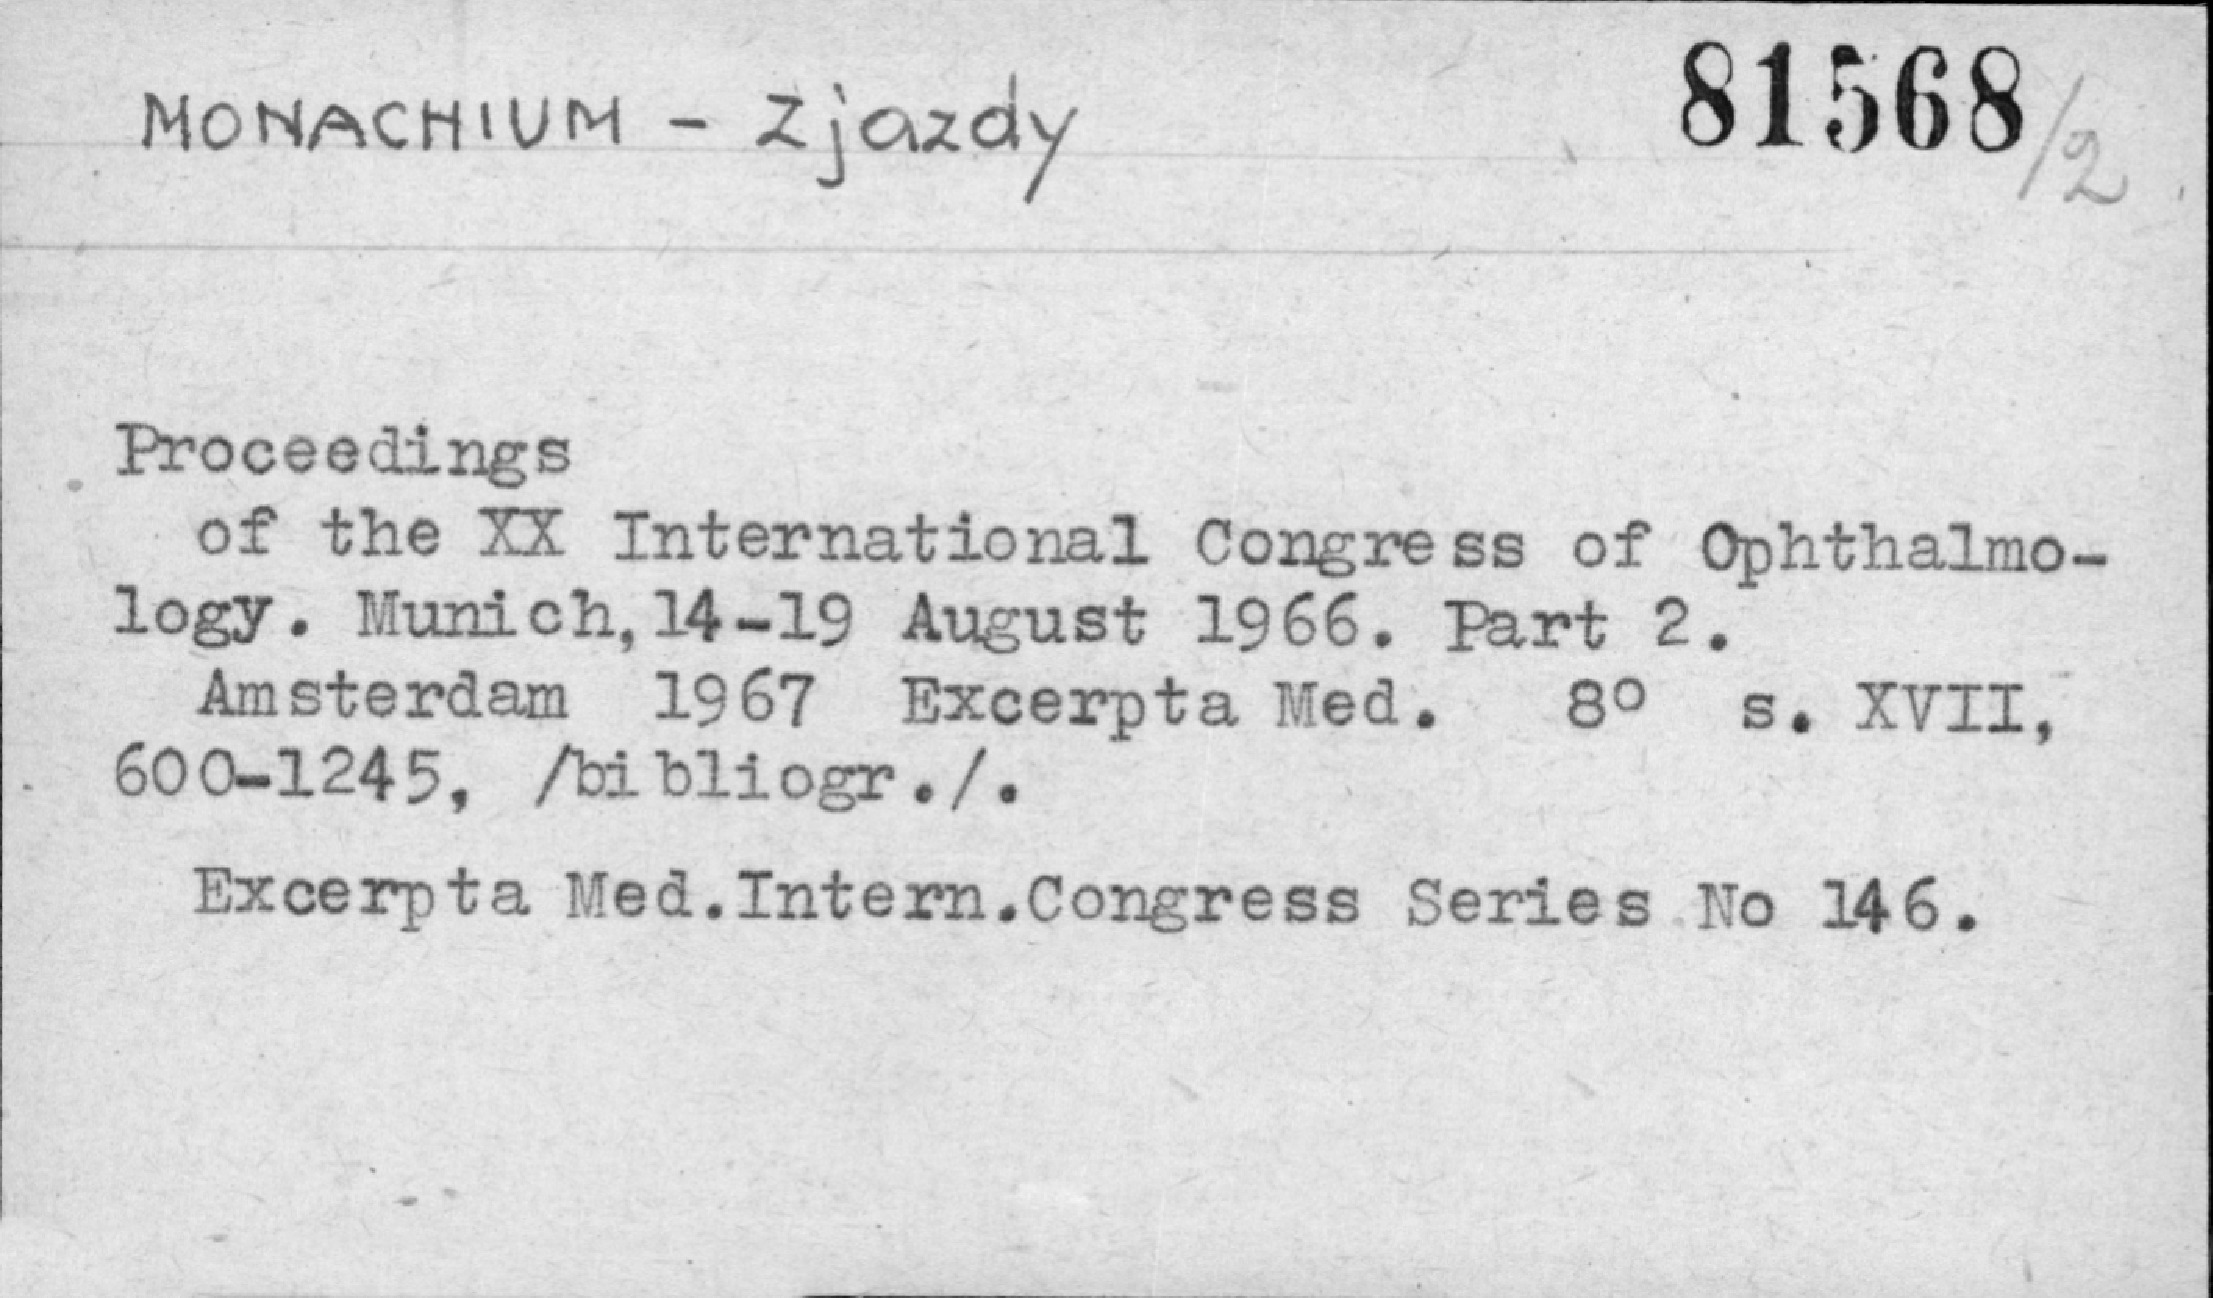 MONACHIUM - Zjazdy 81568/2
Proceedings
of the XX International Congress of Ophthalmo-
logy. Munich, 14-19 August 1966. Part 2.
Amsterdam 1967 Excerpta Med. 8° s. XVII,
600-1245, /bibliogr./.
Excerpta Med.Intern.Congress Series No 146.